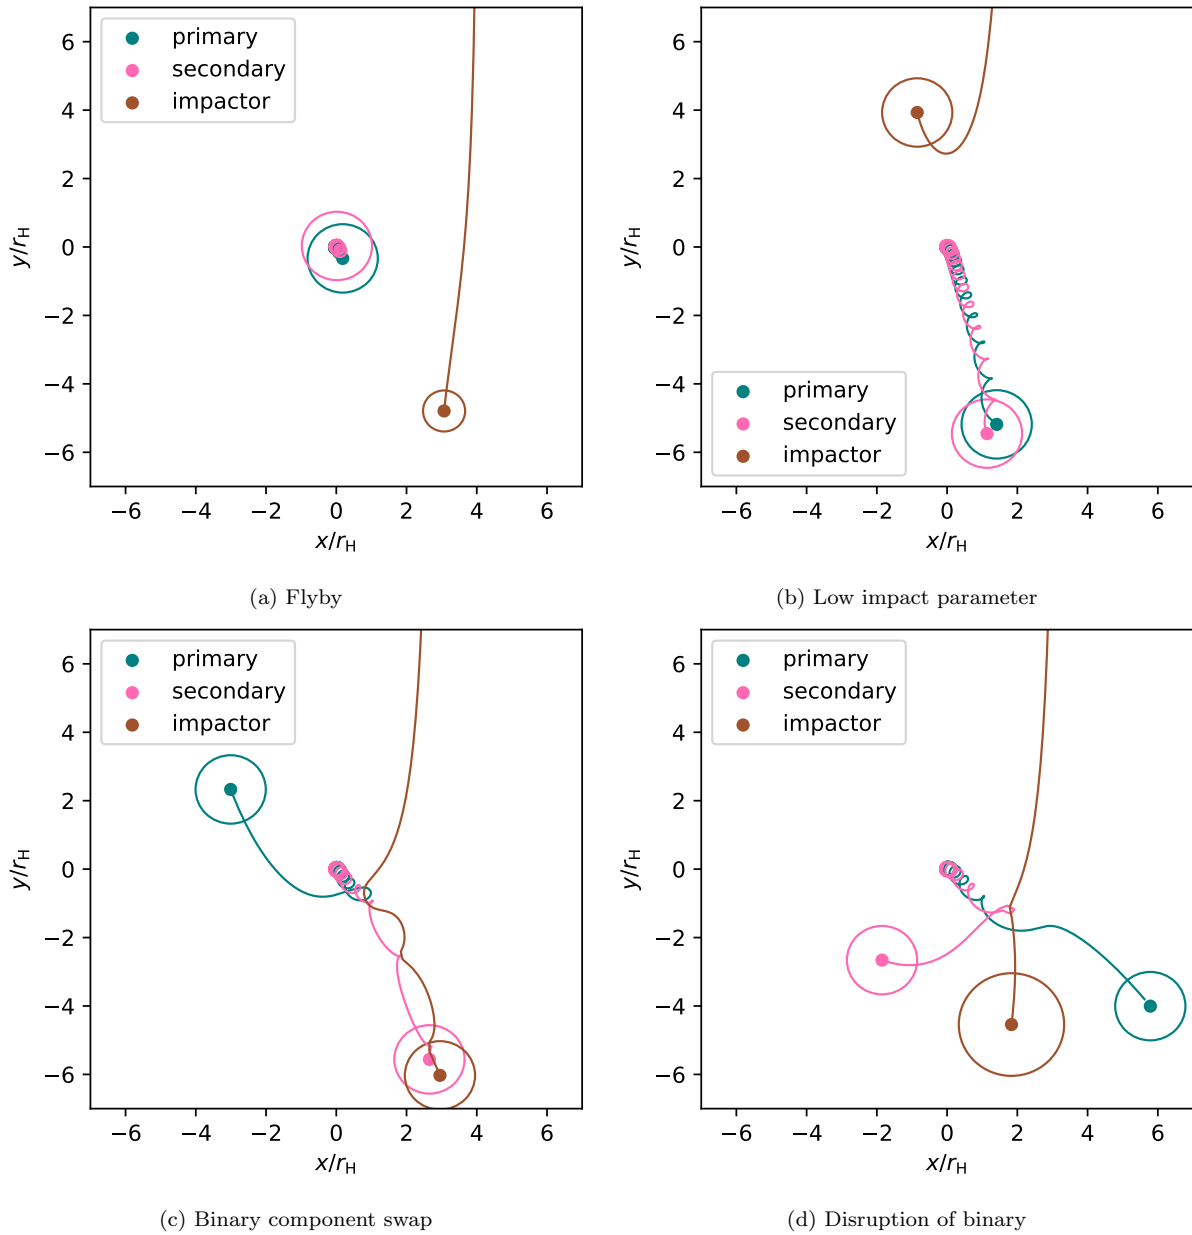 6
4
2
0
−2
−4
−6
y/rH
primary
secondary
impactor
−6 −4 −2 0 2 4 6
x/rH
(a) Flyby
6
4
2
0
−2
−4
−6
y/rH
primary
secondary
impactor
−6 −4 −2 0 2 4 6
x/rH
(b) Low impact parameter
6
4
2
0
−2
−4
−6
y/rH
primary
secondary
impactor
−6 −4 −2 0 2 4 6
x/rH
(c) Binary component swap
6
4
2
0
−2
−4
−6
y/rH
primary
secondary
impactor
−6 −4 −2 0 2 4 6
x/rH
(d) Disruption of binary